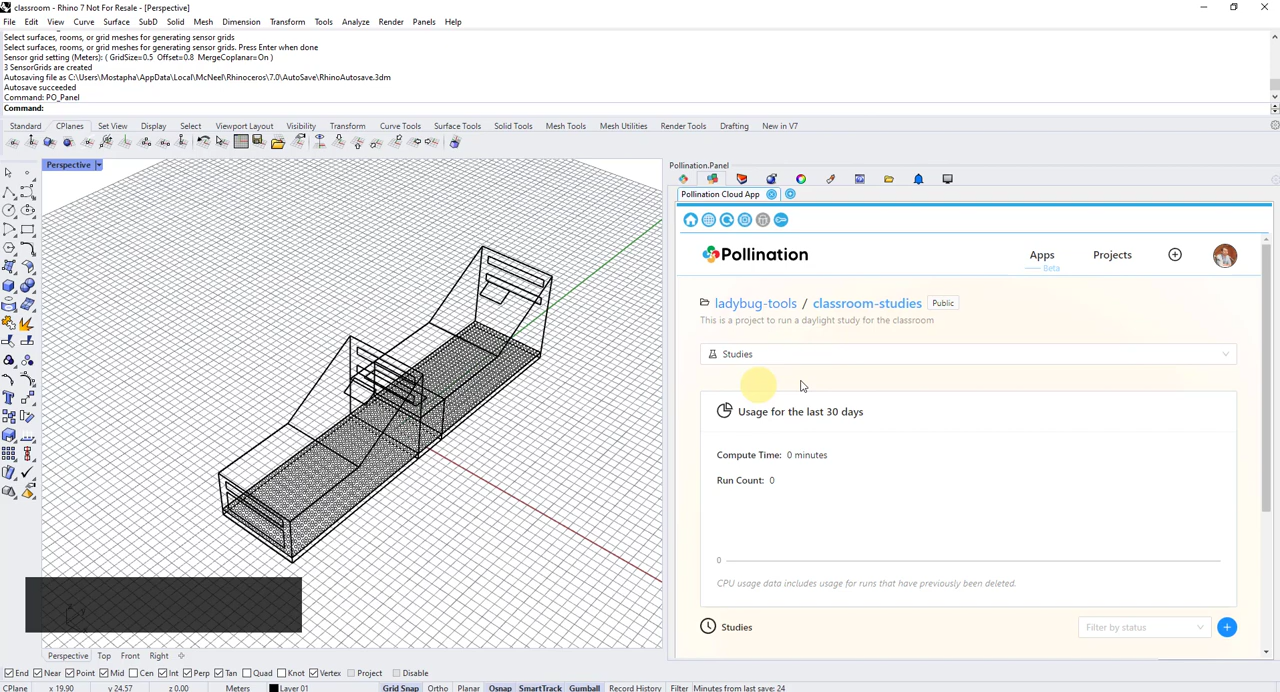 classroom - Rhino 7 Not For Resale - [Perspective]
File Edit View Curve Surface SubD Solid Mesh Dimension Transform Tools Analyze Render Panels Help
Select surfaces, rooms, or grid meshes for generating sensor grids
Select surfaces, rooms, or grid meshes for generating sensor grids. Press Enter when done
Sensor grid setting (Meters): ( GridSize=0.5 Offset=0.8 MergeCoplanar=On )
3 SensorGrids are created
Autosaving file as C:\Users\Mostapha\AppData\Local\McNeel\Rhinoceros\7.0\AutoSave\RhinoAutosave.3dm
Autosave succeeded
Command: PO_Panel
Command:
Standard CPlanes Set View Display Select Viewport Layout Visibility Transform Curve Tools Surface Tools Solid Tools Mesh Tools Mesh Utilities Render Tools Drafting New in V7
Perspective
Pollination.Panel
Pollination Cloud App
Pollination
Apps
Beta
Projects
ladybug-tools / classroom-studies Public
This is a project to run a daylight study for the classroom
Studies
Usage for the last 30 days
Compute Time: 0 minutes
Run Count: 0
0
CPU usage data includes usage for runs that have previously been deleted.
Studies
Filter by status
Perspective Top Front Right
End Near Point Mid Cen Int Perp Tan Quad Knot Vertex Project Disable
CPlane x 19.90 y 24.57 z 0.00 Meters Layer 01 Grid Snap Ortho Planar Osnap SmartTrack Gumball Record History Filter Minutes from last save: 24